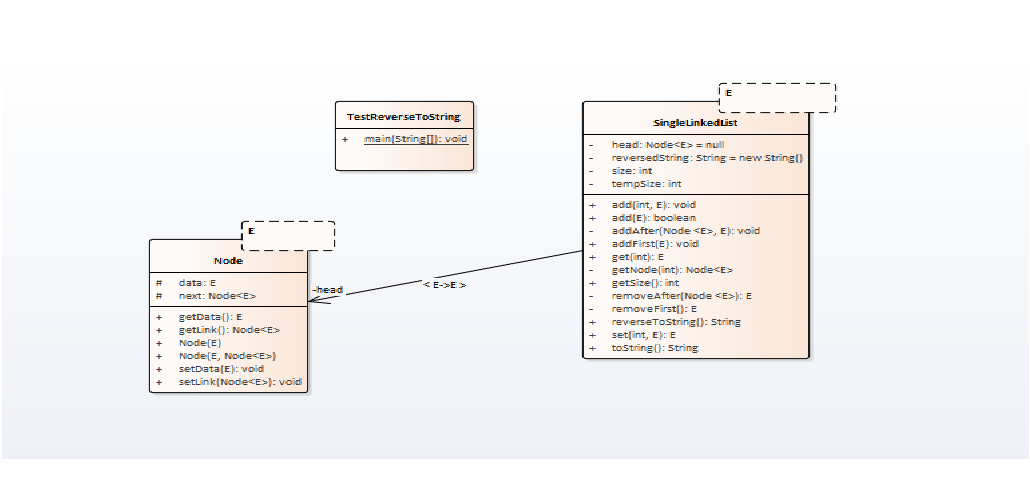 E
TestReverseToString
+ main(String[]): void
SingleLinkedList
- head: Node<E> = null
- reversedString: String = new String()
- size: int
- tempSize: int
+ add(int, E): void
+ add(E): boolean
- addAfter(Node <E>, E): void
+ addFirst(E): void
+ get(int): E
- getNode(int): Node<E>
+ getSize(): int
- removeAfter(Node <E>): E
- removeFirst(): E
+ reverseToString(): String
+ set(int, E): E
+ toString(): String
E
Node
# data: E
# next: Node<E>
+ getData(): E
+ getLink(): Node<E>
+ Node(E)
+ Node(E, Node<E>)
+ setData(E): void
+ setLink(Node<E>): void
-head
< E->E >